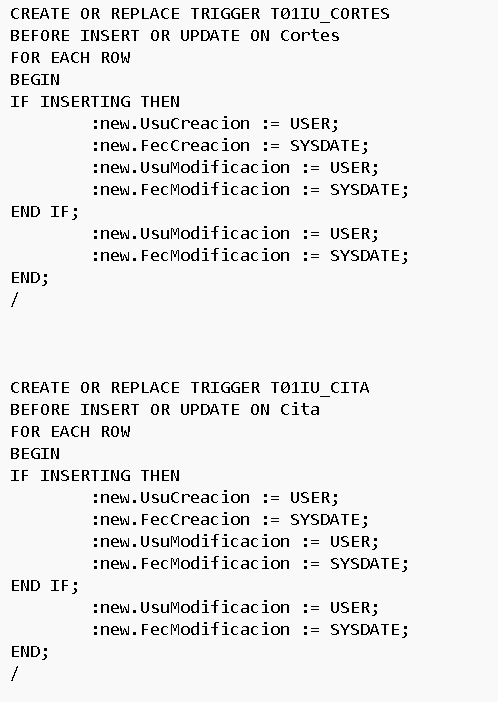 CREATE OR REPLACE TRIGGER T01IU_CORTES
BEFORE INSERT OR UPDATE ON Cortes
FOR EACH ROW
BEGIN
IF INSERTING THEN
        :new.UsuCreacion := USER;
        :new.FecCreacion := SYSDATE;
        :new.UsuModificacion := USER;
        :new.FecModificacion := SYSDATE;
END IF;
        :new.UsuModificacion := USER;
        :new.FecModificacion := SYSDATE;
END;
/
CREATE OR REPLACE TRIGGER T01IU_CITA
BEFORE INSERT OR UPDATE ON Cita
FOR EACH ROW
BEGIN
IF INSERTING THEN
        :new.UsuCreacion := USER;
        :new.FecCreacion := SYSDATE;
        :new.UsuModificacion := USER;
        :new.FecModificacion := SYSDATE;
END IF;
        :new.UsuModificacion := USER;
        :new.FecModificacion := SYSDATE;
END;
/